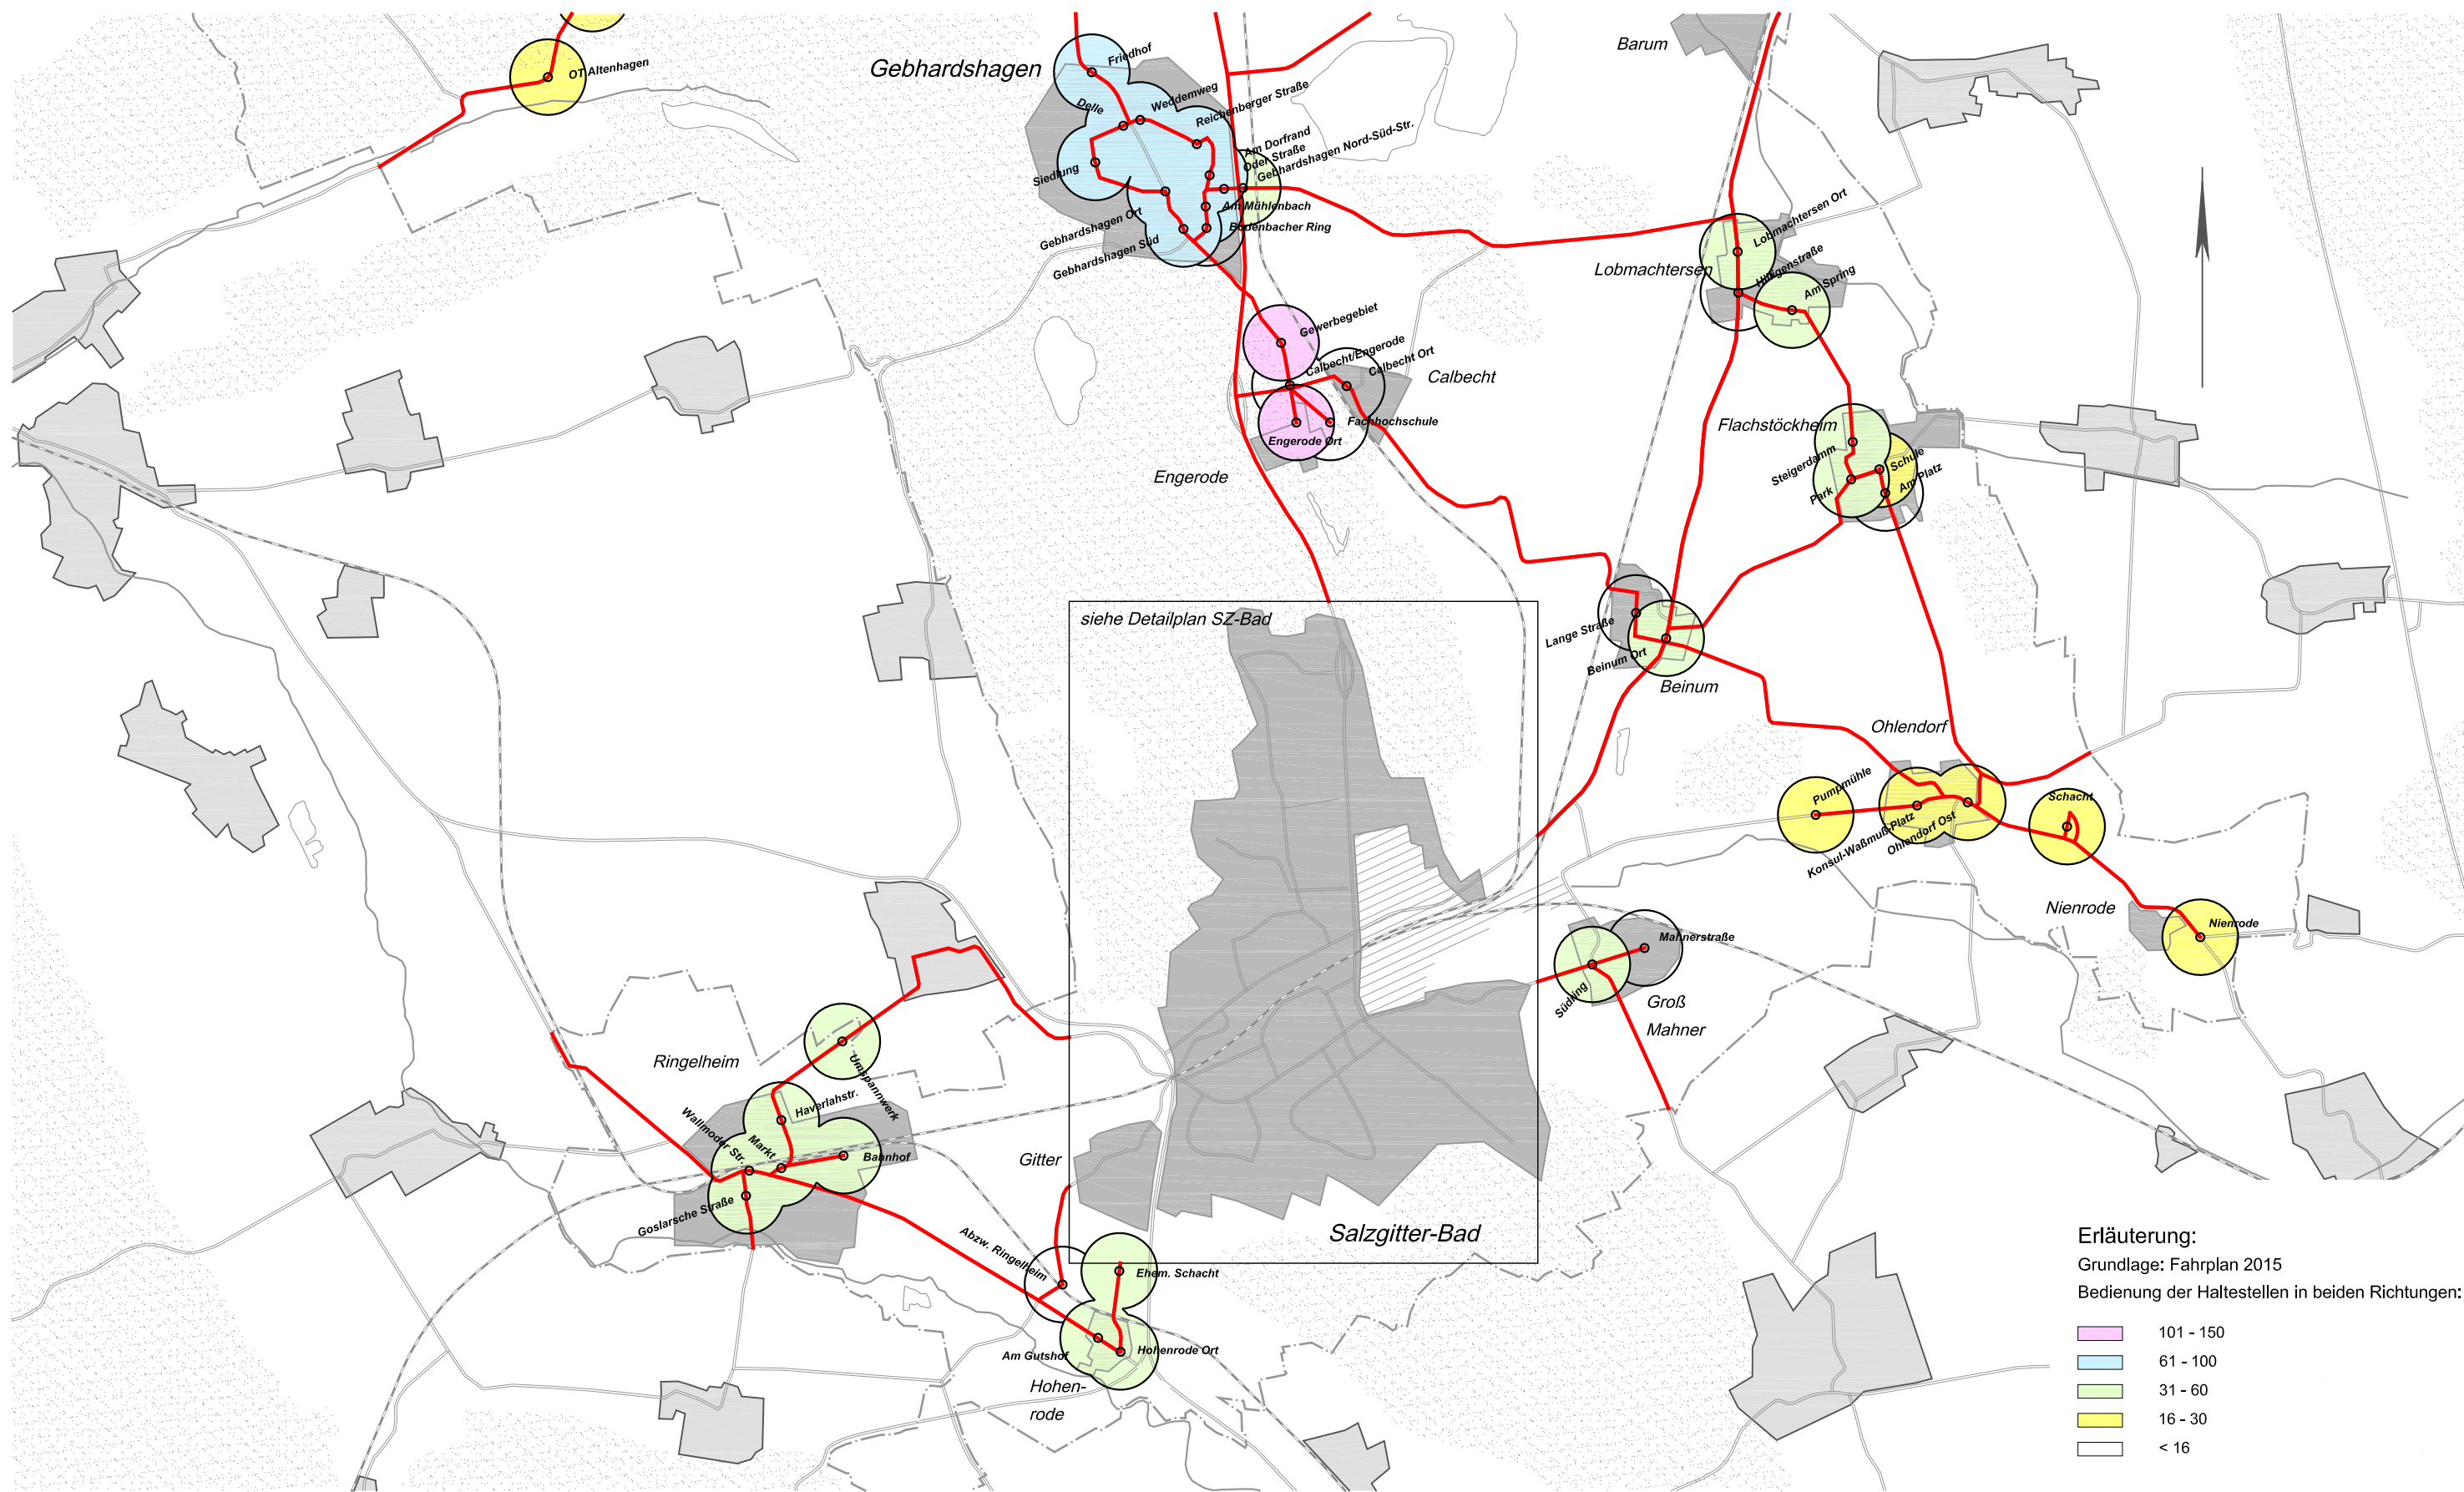 OT Altenhagen
Gebhardshagen
Friedhof
Delle
Weddemweg
Reichenberger Straße
Am Dorfrand
Oder Straße
Gebhardshagen Nord-Süd-Str.
Siedlung
Am Mühlenbach
Gebhardshagen Ort
Bodenbacher Ring
Gebhardshagen Süd
Barum
Lobmachtersen Ort
Lobmachtersen
Hilligenstraße
Am Spring
Gewerbegebiet
Calbecht/Engerode
Calbecht Ort
Calbecht
Fachhochschule
Engerode Ort
Engerode
Flachstöckheim
Steigerdamm
Schule
Am Platz
Park
siehe Detailplan SZ-Bad
Lange Straße
Beinum Ort
Beinum
Ohlendorf
Pumpmühle
Konsul-Waßmuß-Platz
Ohlendorf Ost
Schacht
Nienrode
Nienrode
Mahnerstraße
Südring
Groß
Mahner
Ringelheim
Umspannwerk
Haverlahstr.
Wallmoder Str.
Markt
Bahnhof
Goslarsche Straße
Gitter
Abzw. Ringelheim
Ehem. Schacht
Salzgitter-Bad
Am Gutshof
Hohenrode Ort
Hohen-
rode
Erläuterung:
Grundlage: Fahrplan 2015
Bedienung der Haltestellen in beiden Richtungen:
101 - 150
61 - 100
31 - 60
16 - 30
< 16